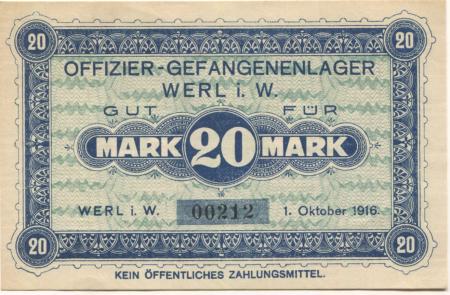 20 20
OFFIZIER-GEFANGENENLAGER
WERL i. W.
GUT FÜR
MARK 20 MARK
WERL i. W. 00212 1. Oktober 1916.
20 20
KEIN ÖFFENTLICHES ZAHLUNGSMITTEL.